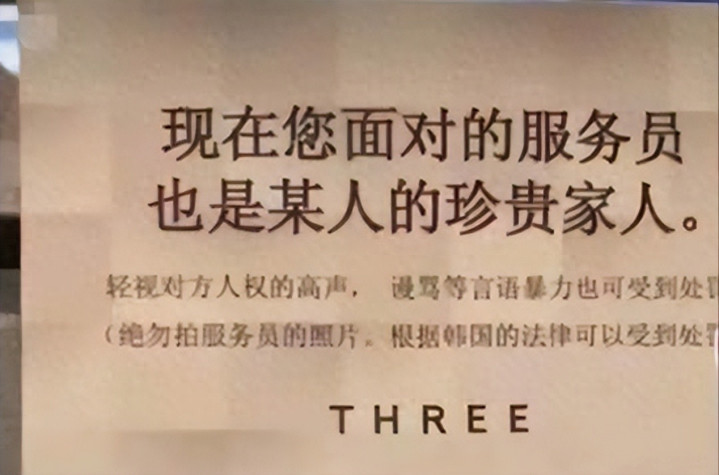 现在您面对的服务员
也是某人的珍贵家人。
轻视对方人权的高声， 谩骂等言语暴力也可受到处罚
（绝勿拍服务员的照片。根据韩国的法律可以受到处罚
THREE